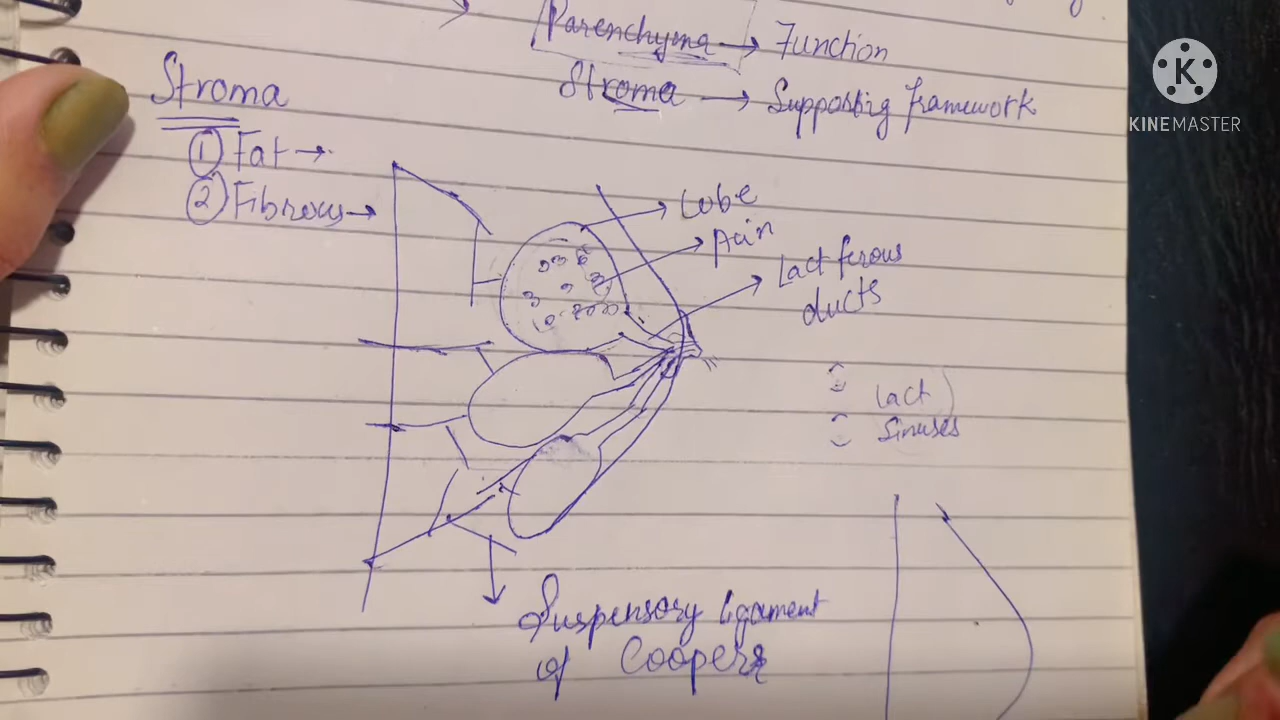 Parenchyma → Function
Stroma → Supporting framework
KINEMASTER
Stroma
① Fat →
② Fibrous →
Lobe
Acin
Lactferous
ducts
Lact
Sinuses
Suspensory ligament
of Coopers